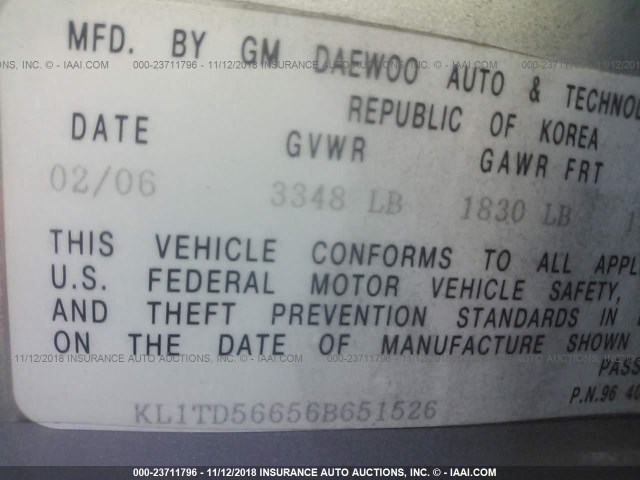 MFD. BY GM DAEWOO AUTO & TECHNOL
REPUBLIC OF KOREA
DATE GVWR GAWR FRT
02/06 3348 LB 1830 LB
THIS VEHICLE CONFORMS TO ALL APPL
U.S. FEDERAL MOTOR VEHICLE SAFETY,
AND THEFT PREVENTION STANDARDS IN
ON THE DATE OF MANUFACTURE SHOWN
PASS
P.N.96 40
KL1TD56656B651526
000-23711796 - 11/12/2018 INSURANCE AUTO AUCTIONS, INC. - ©IAAI.COM